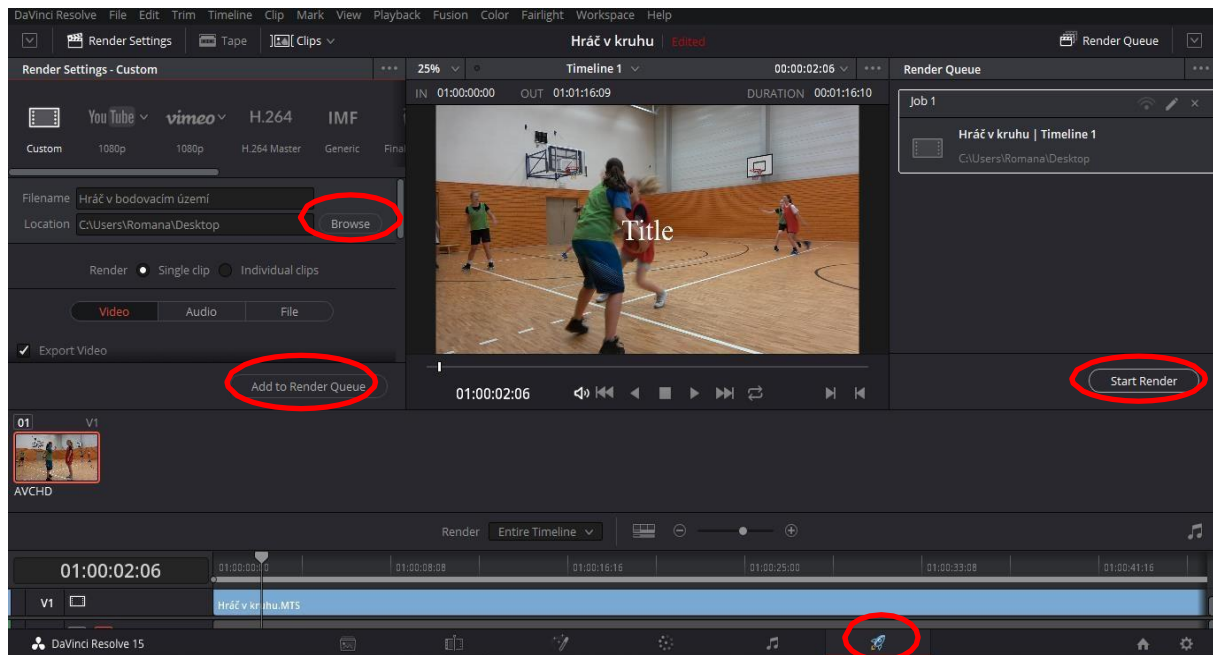 DaVinci Resolve File Edit Trim Timeline Clip Mark View Playback Fusion Color Fairlight Workspace Help
Render Settings Tape Clips Hráč v kruhu Edited Render Queue
Render Settings - Custom 25% Timeline 1 00:00:02:06 Render Queue
IN 01:00:00:00 OUT 01:01:16:09 DURATION 00:01:16:10
Job 1
YouTube vimeo H.264 IMF
Custom 1080p 1080p H.264 Master Generic Final
Hráč v kruhu | Timeline 1
C:\Users\Romana\Desktop
Filename Hráč v bodovacím území
Location C:\Users\Romana\Desktop Browse
Title
Render Single clip Individual clips
Video Audio File
Export Video
Add to Render Queue
01:00:02:06
Start Render
01 V1
AVCHD
Render Entire Timeline
01:00:02:06 01:00:08:08 01:00:16:16 01:00:25:00 01:00:33:08 01:00:41:16
V1 Hráč v kruhu.MTS
DaVinci Resolve 15